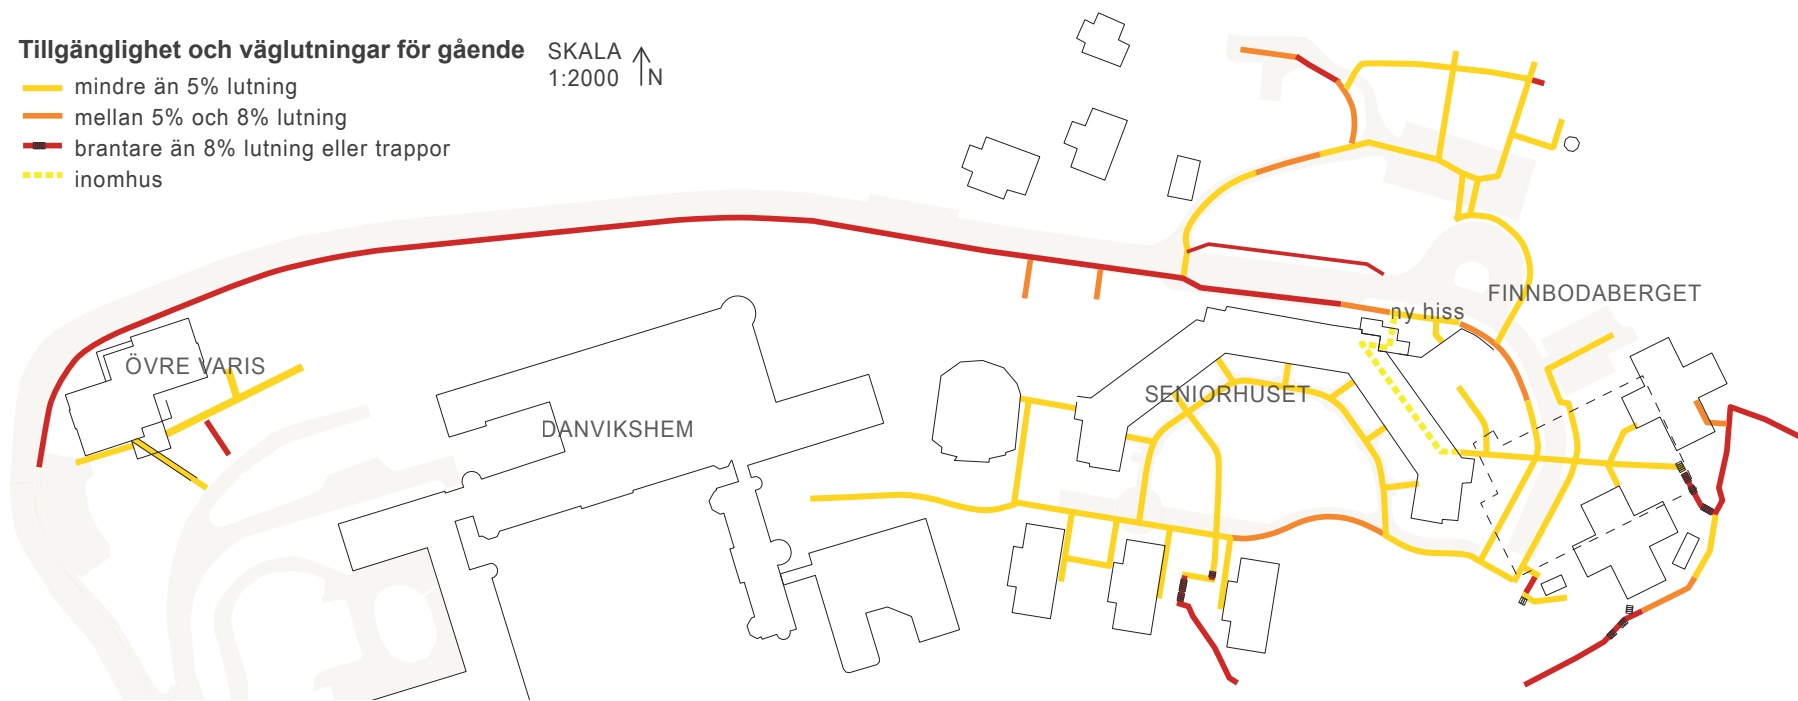 Tillgänglighet och väglutningar för gående
SKALA
1:2000
N
mindre än 5% lutning
mellan 5% och 8% lutning
brantare än 8% lutning eller trappor
inomhus
FINNBODABERGET
ny hiss
ÖVRE VARIS
SENIORHUSET
DANVIKSHEM